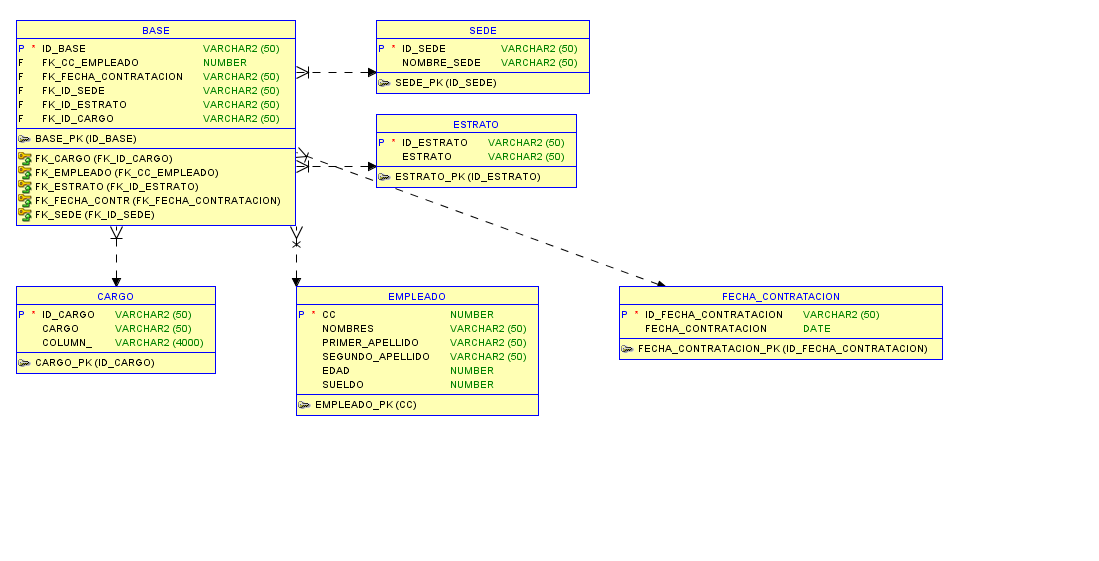 BASE
P * ID_BASE VARCHAR2 (50)
F FK_CC_EMPLEADO NUMBER
F FK_FECHA_CONTRATACION VARCHAR2 (50)
F FK_ID_SEDE VARCHAR2 (50)
F FK_ID_ESTRATO VARCHAR2 (50)
F FK_ID_CARGO VARCHAR2 (50)
BASE_PK (ID_BASE)
FK_CARGO (FK_ID_CARGO)
FK_EMPLEADO (FK_CC_EMPLEADO)
FK_ESTRATO (FK_ID_ESTRATO)
FK_FECHA_CONTR (FK_FECHA_CONTRATACION)
FK_SEDE (FK_ID_SEDE)
SEDE
P * ID_SEDE VARCHAR2 (50)
NOMBRE_SEDE VARCHAR2 (50)
SEDE_PK (ID_SEDE)
ESTRATO
P * ID_ESTRATO VARCHAR2 (50)
ESTRATO VARCHAR2 (50)
ESTRATO_PK (ID_ESTRATO)
CARGO
P * ID_CARGO VARCHAR2 (50)
CARGO VARCHAR2 (50)
COLUMN_ VARCHAR2 (4000)
CARGO_PK (ID_CARGO)
EMPLEADO
P * CC NUMBER
NOMBRES VARCHAR2 (50)
PRIMER_APELLIDO VARCHAR2 (50)
SEGUNDO_APELLIDO VARCHAR2 (50)
EDAD NUMBER
SUELDO NUMBER
EMPLEADO_PK (CC)
FECHA_CONTRATACION
P * ID_FECHA_CONTRATACION VARCHAR2 (50)
FECHA_CONTRATACION DATE
FECHA_CONTRATACION_PK (ID_FECHA_CONTRATACION)